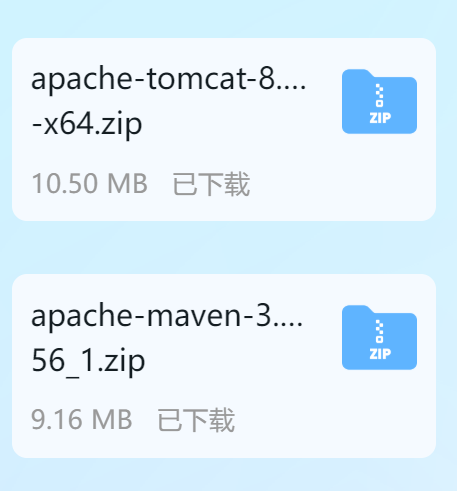 apache-tomcat-8....
-x64.zip
ZIP
10.50 MB 已下载
apache-maven-3....
56_1.zip
ZIP
9.16 MB 已下载